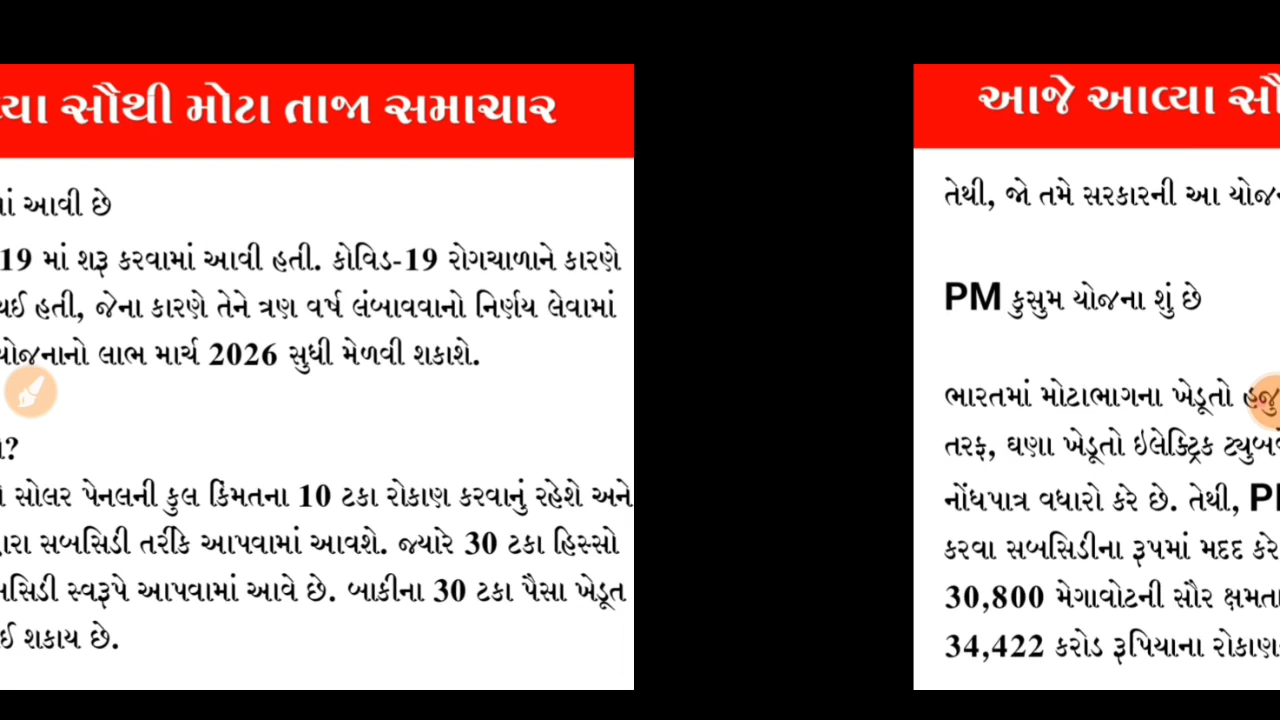 સૌથી મોટા તાજા સમાચાર
આવી છે
19 માં શરૂ કરવામાં આવી હતી. કોવિડ-19 રોગચાળાને કારણે
હતી, જેના કારણે તેને ત્રણ વર્ષ લંબાવવાનો નિર્ણય લેવામાં
યોજનાનો લાભ માર્ચ 2026 સુધી મેળવી શકાશે.
સોલર પેનલની કુલ કિંમતના 10 ટકા રોકાણ કરવાનું રહેશે અને
સબસિડી તરીકે આપવામાં આવશે. જ્યારે 30 ટકા હિસ્સો
સ્વરૂપે આપવામાં આવે છે. બાકીના 30 ટકા પૈસા ખેડૂત
શકાય છે.
આજે આવ્યા
તેથી, જો તમે સરકારની આ
PM કુસુમ યોજના શું છે
ભારતમાં મોટાભાગના ખેડૂતો હજુ
તરફ, ઘણા ખેડૂતો ઇલેક્ટ્રિક
નોંધપાત્ર વધારો કરે છે. તેથી,
કરવા સબસિડીના રૂપમાં મદદ કરે
30,800 મેગાવોટની સૌર ક્ષમતા
34,422 કરોડ રૂપિયાના